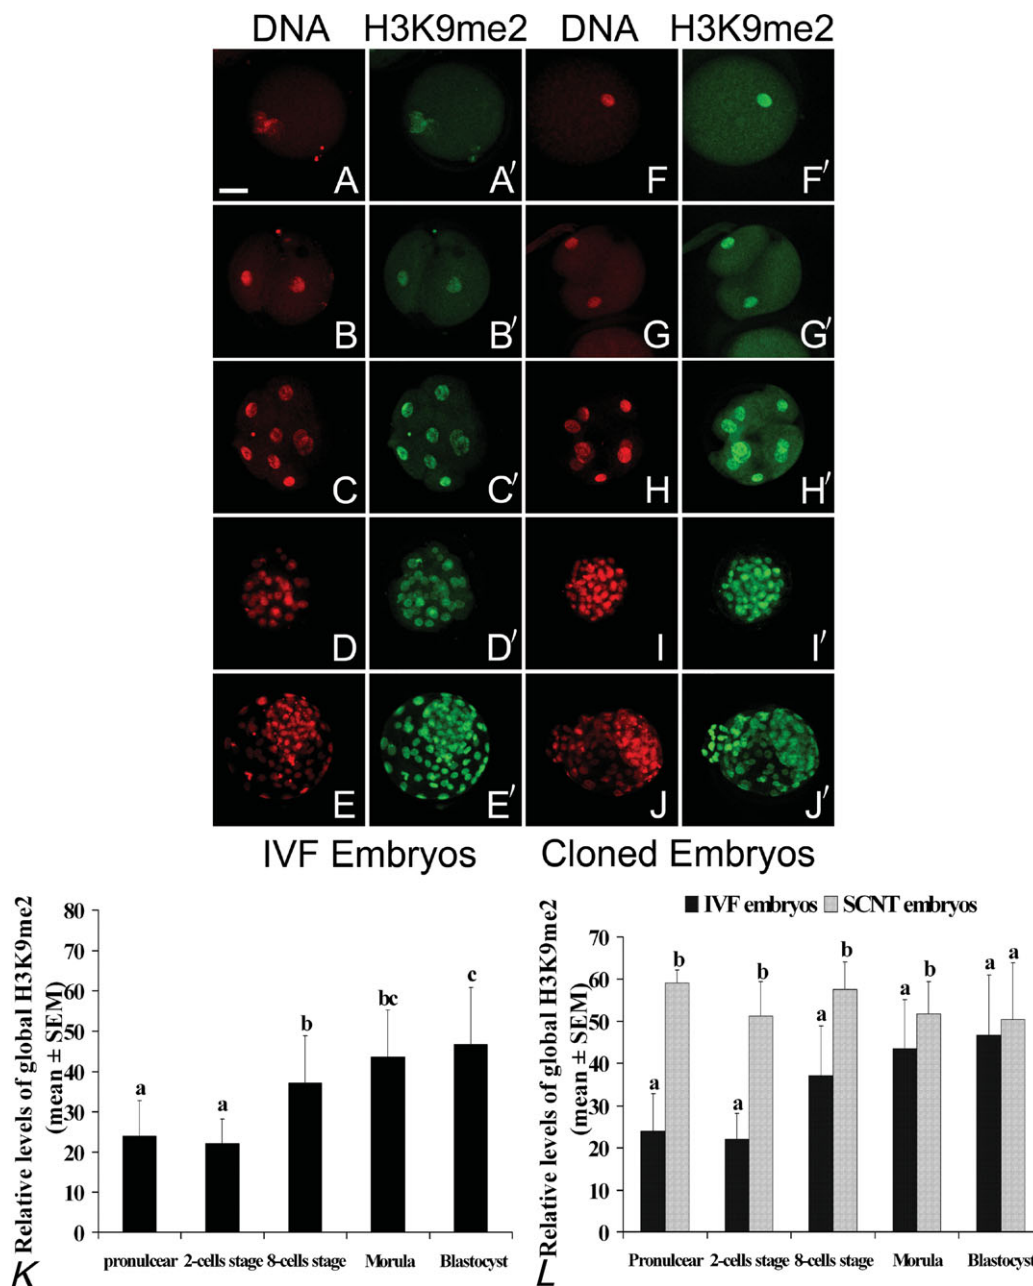 DNA H3K9me2 DNA H3K9me2
A A′ F F′
B B′ G G′
C C′ H H′
D D′ I I′
E E′ J J′
IVF Embryos Cloned Embryos
Relative levels of global H3K9me2
(mean ± SEM)
80
70
60
50
40
30
20
10
0
a
a
b
bc
c
pronulcear 2-cells stage 8-cells stage Morula Blastocyst
K
IVF embryos SCNT embryos
Relative levels of global H3K9me2
(mean ± SEM)
70
60
50
40
30
20
10
0
a b
a b
a b
a b
a a
Pronulcear 2-cells stage 8-cells stage Morula Blastocyst
L